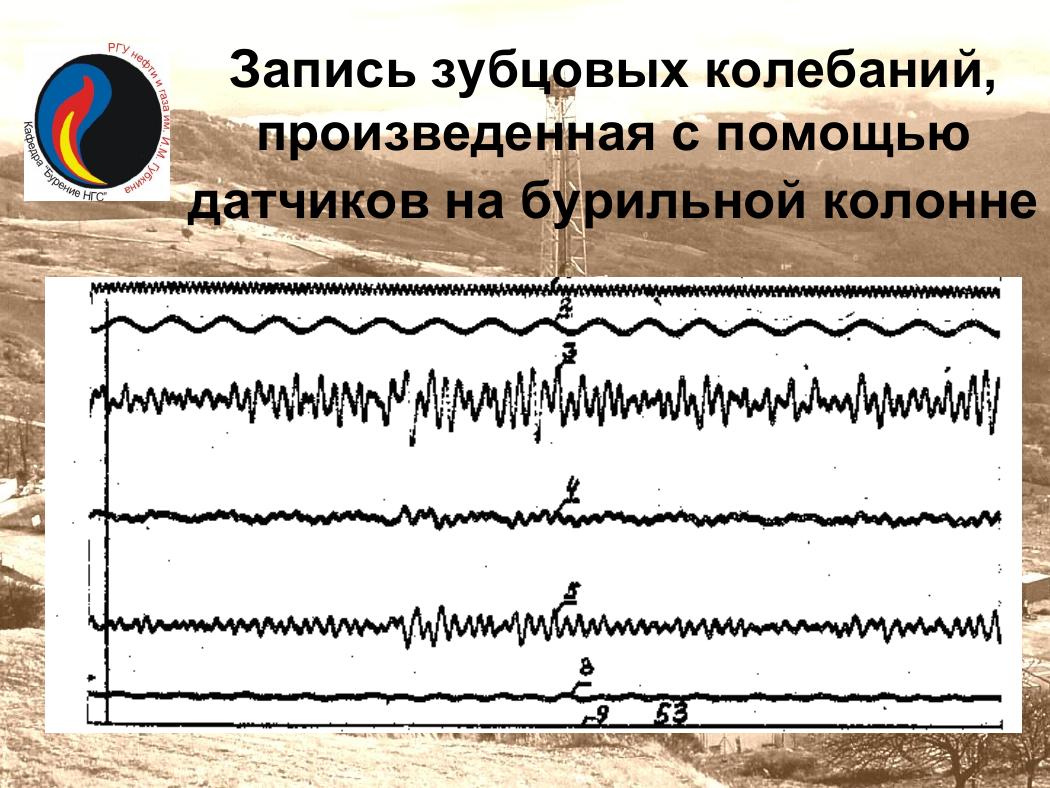 РГУ нефти и газа им. И.М. Губкина
Кафедра "Бурение НГС"
Запись зубцовых колебаний,
произведенная с помощью
датчиков на бурильной колонне
2
3
4
5
8
9 53